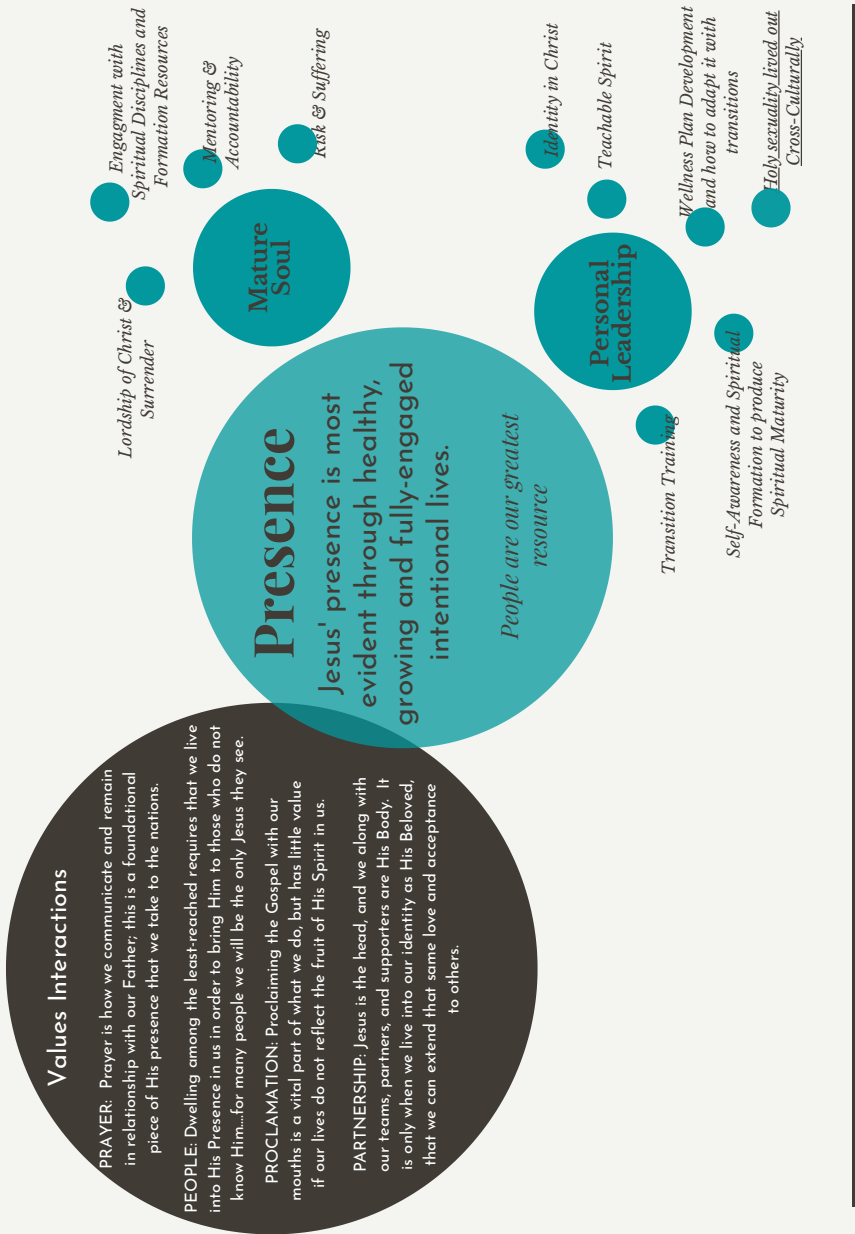 Values Interactions
PRAYER:  Prayer is how we communicate and remain
in relationship with our Father; this is a foundational
piece of His presence that we take to the nations.
PEOPLE: Dwelling among the least-reached requires that we live
into His Presence in us in order to bring Him to those who do not
know Him...for many people we will be the only Jesus they see.
PROCLAMATION: Proclaiming the Gospel with our
mouths is a vital part of what we do, but has little value
if our lives do not reflect the fruit of His Spirit in us.
PARTNERSHIP: Jesus is the head, and we along with
our teams, partners, and supporters are His Body.  It
is only when we live into our identity as His Beloved,
that we can extend that same love and acceptance
to others.
Presence
Jesus' presence is most
evident through healthy,
growing and fully-engaged
intentional lives.
People are our greatest
resource
Mature
Soul
Lordship of Christ &
Surrender
Engagment with
Spiritual Disciplines and
Formation Resources
Mentoring &
Accountability
Risk & Suffering
Personal
Leadership
Identity in Christ
Teachable Spirit
Wellness Plan Development
and how to adapt it with
transitions
Holy sexuality lived out
Cross-Culturally
Transition Training
Self-Awareness and Spiritual
Formation to produce
Spiritual Maturity